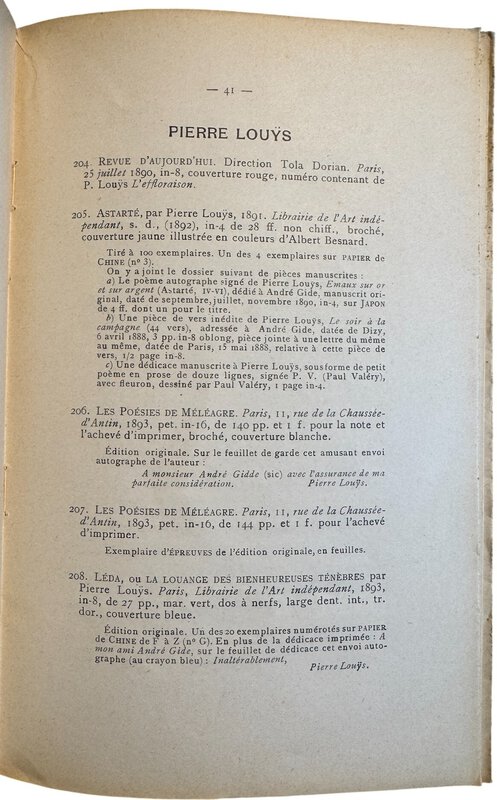 — 41 —
PIERRE LOUŸS
204. REVUE D'AUJOURD'HUI. Direction Tola Dorian. Paris,
25 juillet 1890, in-8, couverture rouge, numéro contenant de
P. Louÿs L'effloraison.
205. ASTARTÉ, par Pierre Louÿs, 1891. Librairie de l'Art indé-
pendant, s. d., (1892), in-4 de 28 ff. non chiff., broché,
couverture jaune illustrée en couleurs d'Albert Besnard.
Tiré à 100 exemplaires. Un des 4 exemplaires sur PAPIER de
CHINE (nº 3).
On y a joint le dossier suivant de pièces manuscrites :
a) Le poème autographe signé de Pierre Louÿs, Emaux sur or
et sur argent (Astarté, IV-VI), dédié à André Gide, manuscrit ori-
ginal, daté de septembre, juillet, novembre 1890, in-4, sur JAPON
de 4 ff. dont un pour le titre.
b) Une pièce de vers inédite de Pierre Louÿs, Le soir à la
campagne (44 vers), adressée à André Gide, datée de Dizy,
6 avril 1888, 3 pp. in-8 oblong, pièce jointe à une lettre du même
au même, datée de Paris, 15 mai 1888, relative à cette pièce de
vers, 1/2 page in-8.
c) Une dédicace manuscrite à Pierre Louÿs, sous forme de petit
poème en prose de douze lignes, signée P. V. (Paul Valéry),
avec fleuron, dessiné par Paul Valéry, 1 page in-4.
206. LES POÉSIES DE MÉLÉAGRE. Paris, 11, rue de la Chaussée-
d'Antin, 1893, pet. in-16, de 140 pp. et 1 f. pour la note et
l'achevé d'imprimer, broché, couverture blanche.
Édition originale. Sur le feuillet de garde cet amusant envoi
autographe de l'auteur :
A monsieur André Gidde (sic) avec l'assurance de ma
parfaite considération. Pierre Louÿs.
207. LES POÉSIES DE MÉLÉAGRE. Paris, 11, rue de la Chaussée-
d'Antin, 1893, pet. in-16, de 144 pp. et 1 f. pour l'achevé
d'imprimer.
Exemplaire d'ÉPREUVES de l'édition originale, en feuilles.
208. LÉDA, OU LA LOUANGE DES BIENHEUREUSES TÉNÈBRES par
Pierre Louÿs. Paris, Librairie de l'Art indépendant, 1893,
in-8, de 27 pp., mar. vert, dos à nerfs, large dent. int., tr.
dor., couverture bleue.
Édition originale. Un des 20 exemplaires numérotés sur PAPIER
de CHINE de F à Z (nº G). En plus de la dédicace imprimée : A
mon ami André Gide, sur le feuillet de dédicace cet envoi auto-
graphe (au crayon bleu) : Inaltérablement,
Pierre Louÿs.